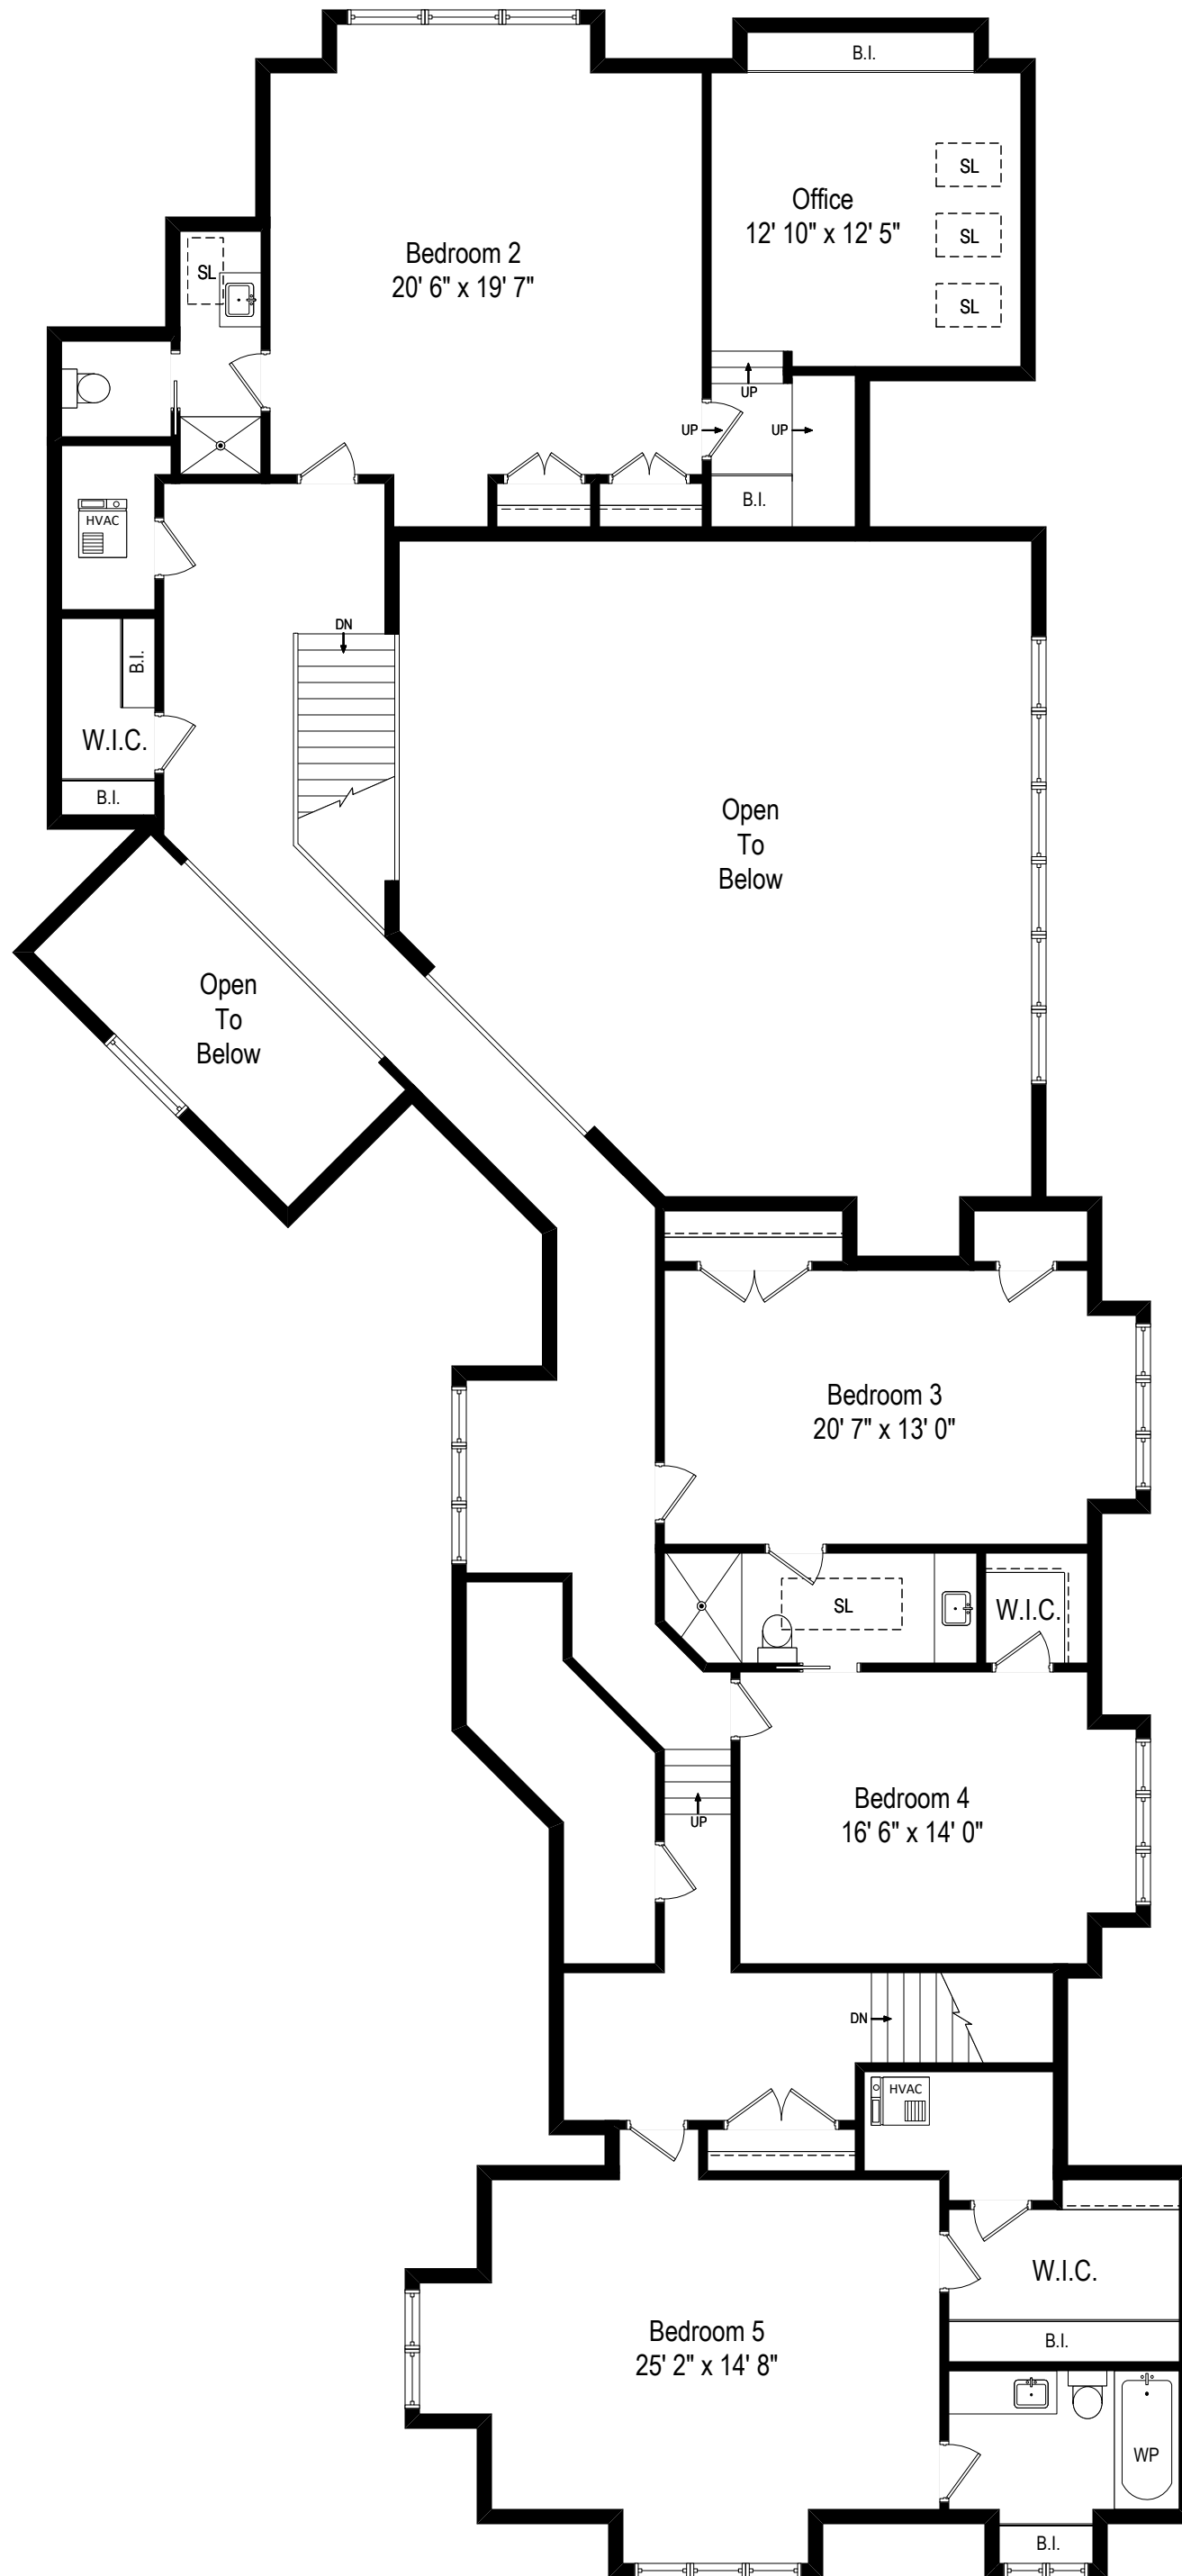 B.I.
SL
Office
12' 10" x 12' 5"
SL
SL
Bedroom 2
20' 6" x 19' 7"
SL
UP
UP
UP
B.I.
HVAC
DN
B.I.
W.I.C.
B.I.
Open
To
Below
Open
To
Below
Bedroom 3
20' 7" x 13' 0"
SL
W.I.C.
Bedroom 4
16' 6" x 14' 0"
UP
DN
HVAC
W.I.C.
B.I.
Bedroom 5
25' 2" x 14' 8"
WP
B.I.